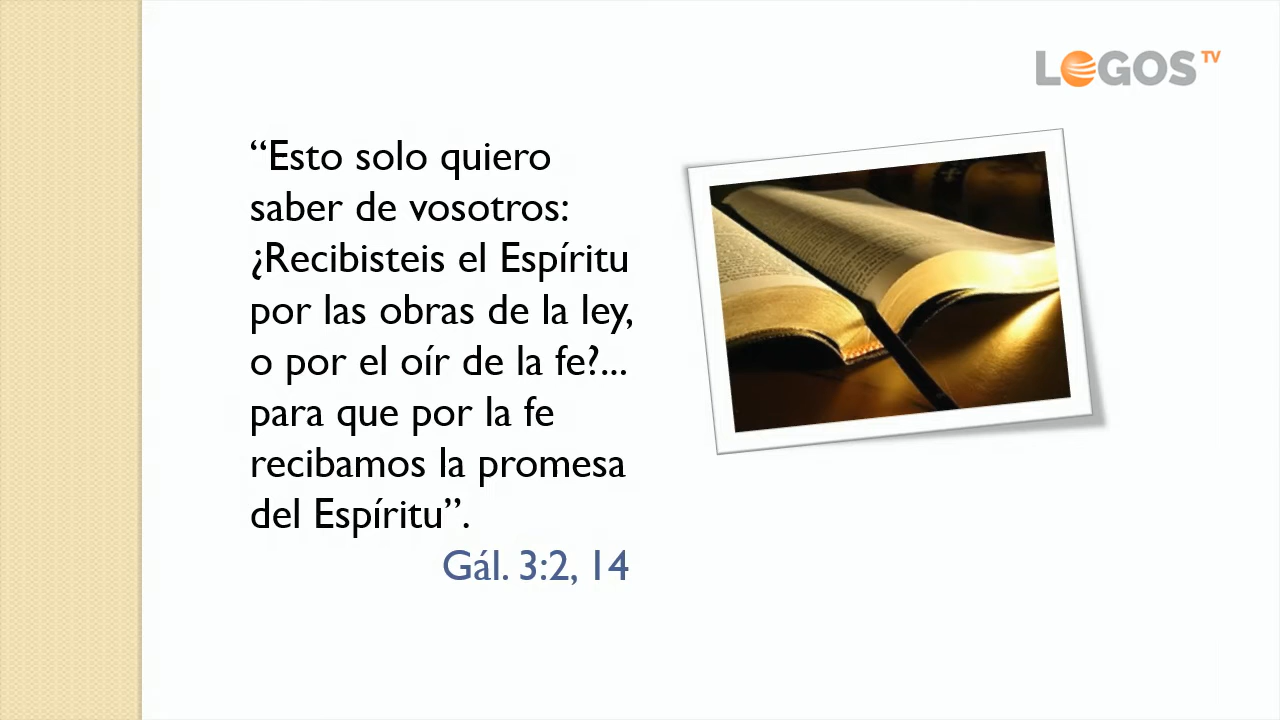 LOGOS TV
“Esto solo quiero
saber de vosotros:
¿Recibisteis el Espíritu
por las obras de la ley,
o por el oír de la fe?...
para que por la fe
recibamos la promesa
del Espíritu”.
Gál. 3:2, 14